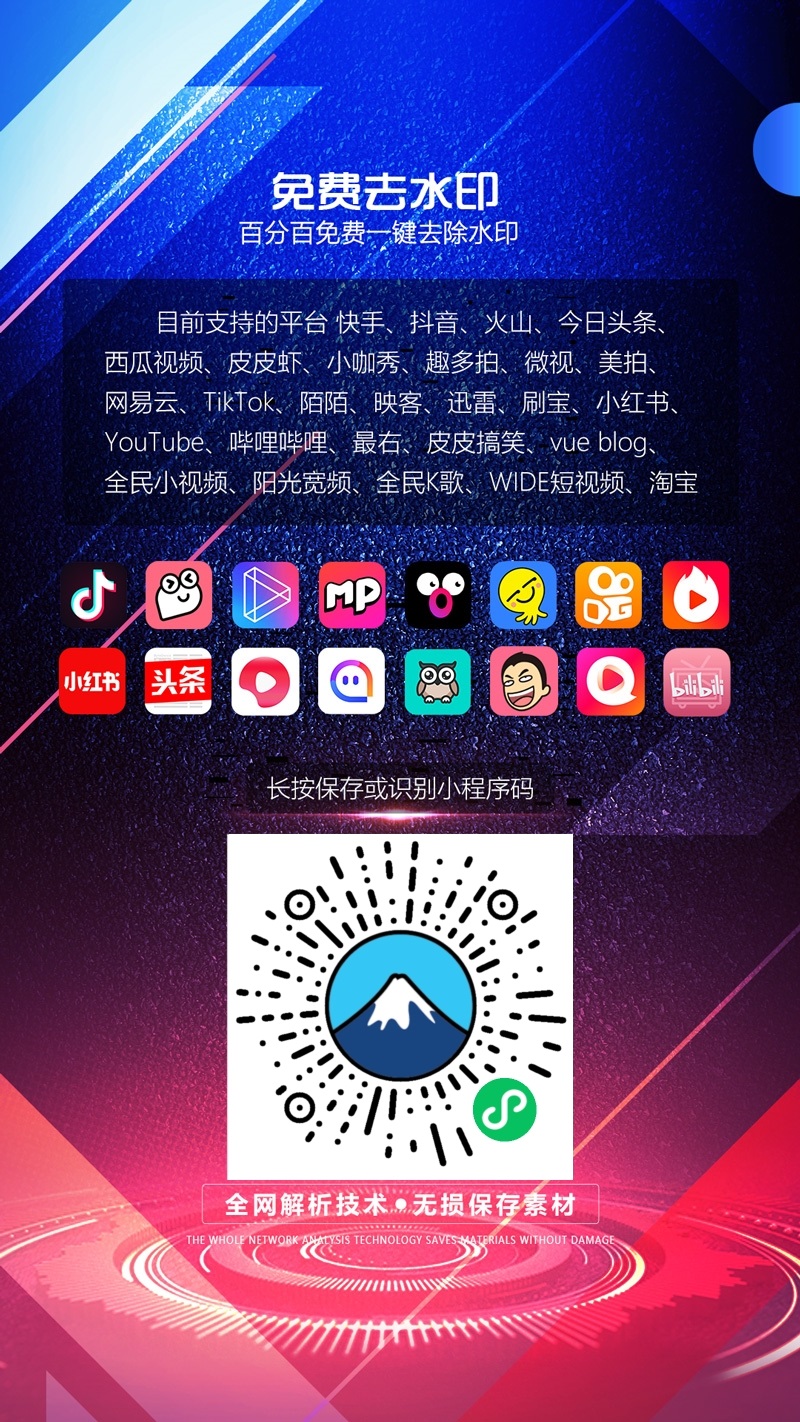 免费去水印
百分百免费一键去除水印
目前支持的平台 快手、抖音、火山、今日头条、
西瓜视频、皮皮虾、小咖秀、趣多拍、微视、美拍、
网易云、TikTok、陌陌、映客、迅雷、刷宝、小红书、
YouTube、哔哩哔哩、最右、皮皮搞笑、vue blog、
全民小视频、阳光宽频、全民K歌、WIDE短视频、淘宝
MP
小红书
头条
bilibili
长按保存或识别小程序码
全网解析技术●无损保存素材
THE WHOLE NETWORK ANALYSIS TECHNOLOGY SAVES MATERIALS WITHOUT DAMAGE